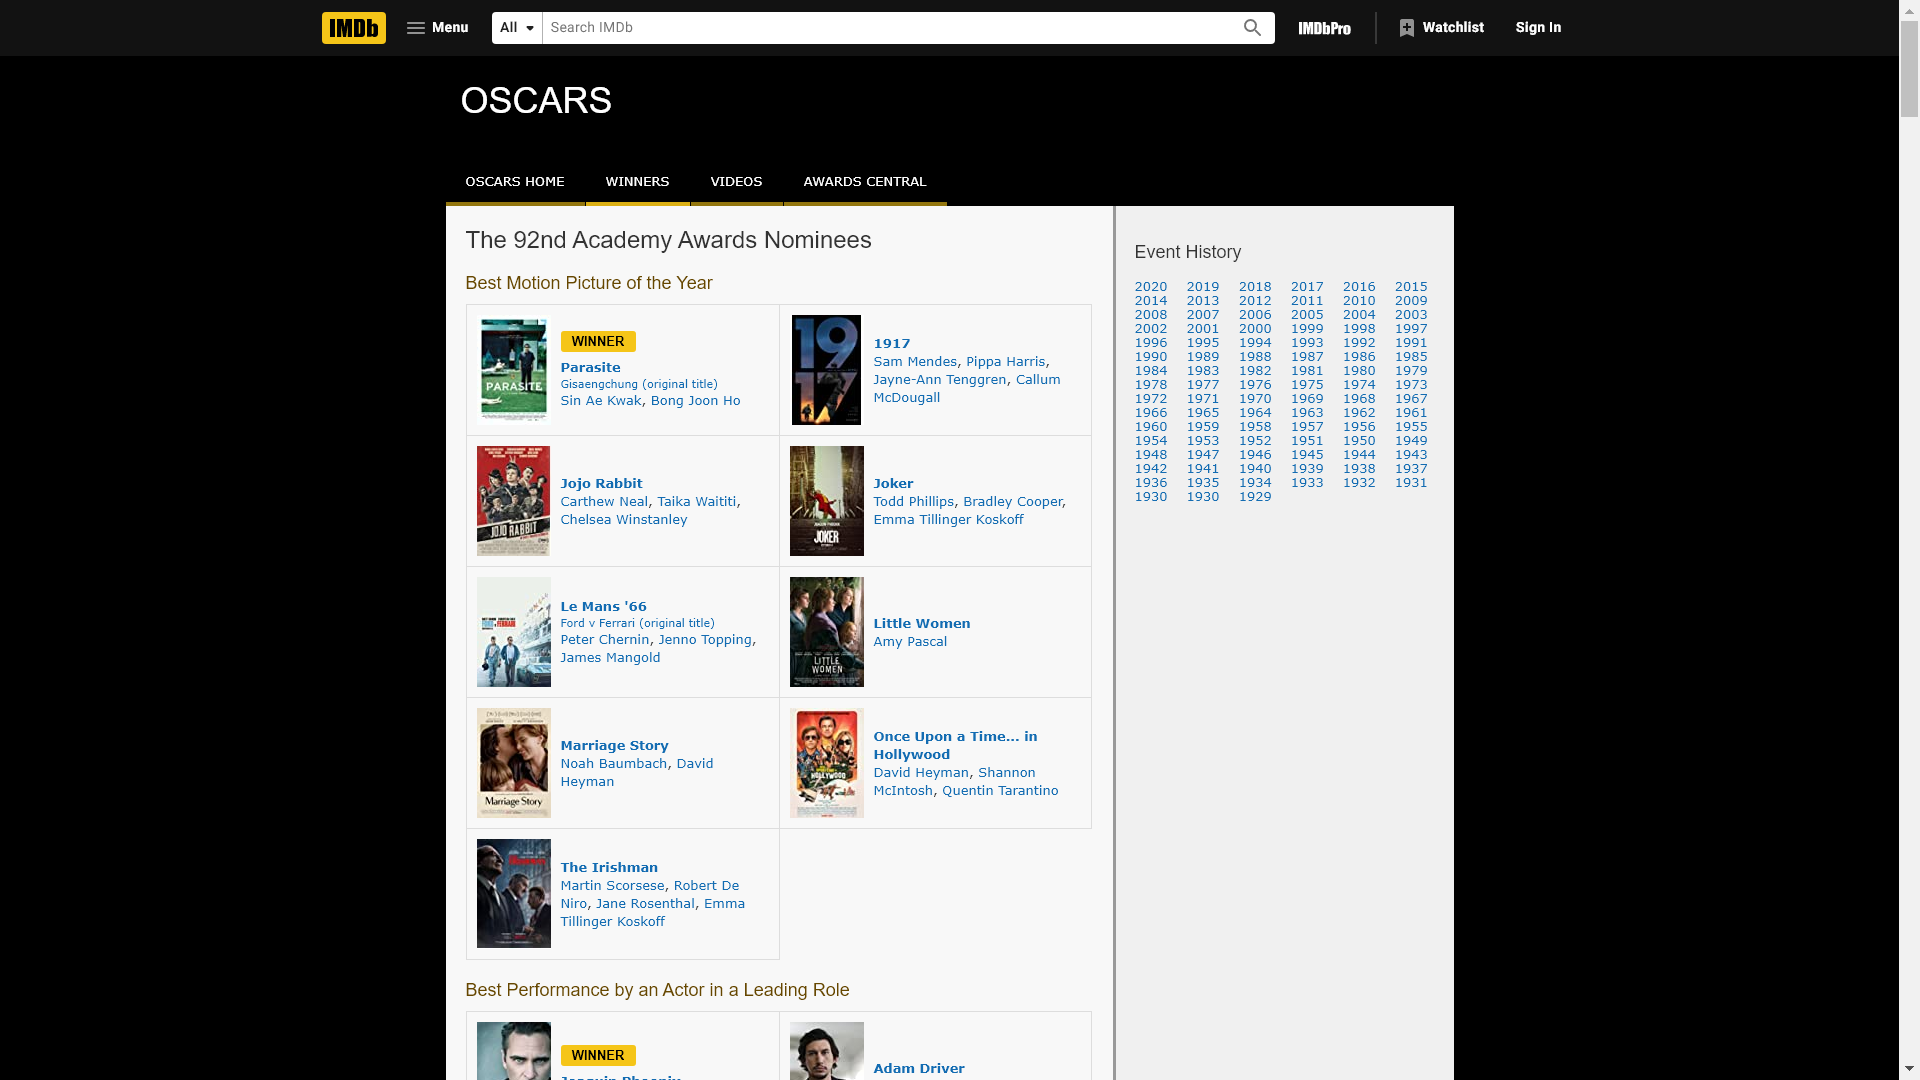 IMDb
Menu
All
Search IMDb
IMDbPro
Watchlist
Sign In
OSCARS
OSCARS HOME
WINNERS
VIDEOS
AWARDS CENTRAL
The 92nd Academy Awards Nominees
Best Motion Picture of the Year
PARASITE
WINNER
Parasite
Gisaengchung (original title)
Sin Ae Kwak, Bong Joon Ho
19
17
1917
Sam Mendes, Pippa Harris,
Jayne-Ann Tenggren, Callum
McDougall
JOJO RABBIT
Jojo Rabbit
Carthew Neal, Taika Waititi,
Chelsea Winstanley
JOKER
Joker
Todd Phillips, Bradley Cooper,
Emma Tillinger Koskoff
Le Mans '66
Ford v Ferrari (original title)
Peter Chernin, Jenno Topping,
James Mangold
LITTLE
WOMEN
Little Women
Amy Pascal
Marriage Story
Marriage Story
Noah Baumbach, David
Heyman
HOLLYWOOD
Once Upon a Time... in
Hollywood
David Heyman, Shannon
McIntosh, Quentin Tarantino
The Irishman
Martin Scorsese, Robert De
Niro, Jane Rosenthal, Emma
Tillinger Koskoff
Best Performance by an Actor in a Leading Role
WINNER
Joaquin Phoenix
Adam Driver
Event History
2020 2019 2018 2017 2016 2015
2014 2013 2012 2011 2010 2009
2008 2007 2006 2005 2004 2003
2002 2001 2000 1999 1998 1997
1996 1995 1994 1993 1992 1991
1990 1989 1988 1987 1986 1985
1984 1983 1982 1981 1980 1979
1978 1977 1976 1975 1974 1973
1972 1971 1970 1969 1968 1967
1966 1965 1964 1963 1962 1961
1960 1959 1958 1957 1956 1955
1954 1953 1952 1951 1950 1949
1948 1947 1946 1945 1944 1943
1942 1941 1940 1939 1938 1937
1936 1935 1934 1933 1932 1931
1930 1930 1929